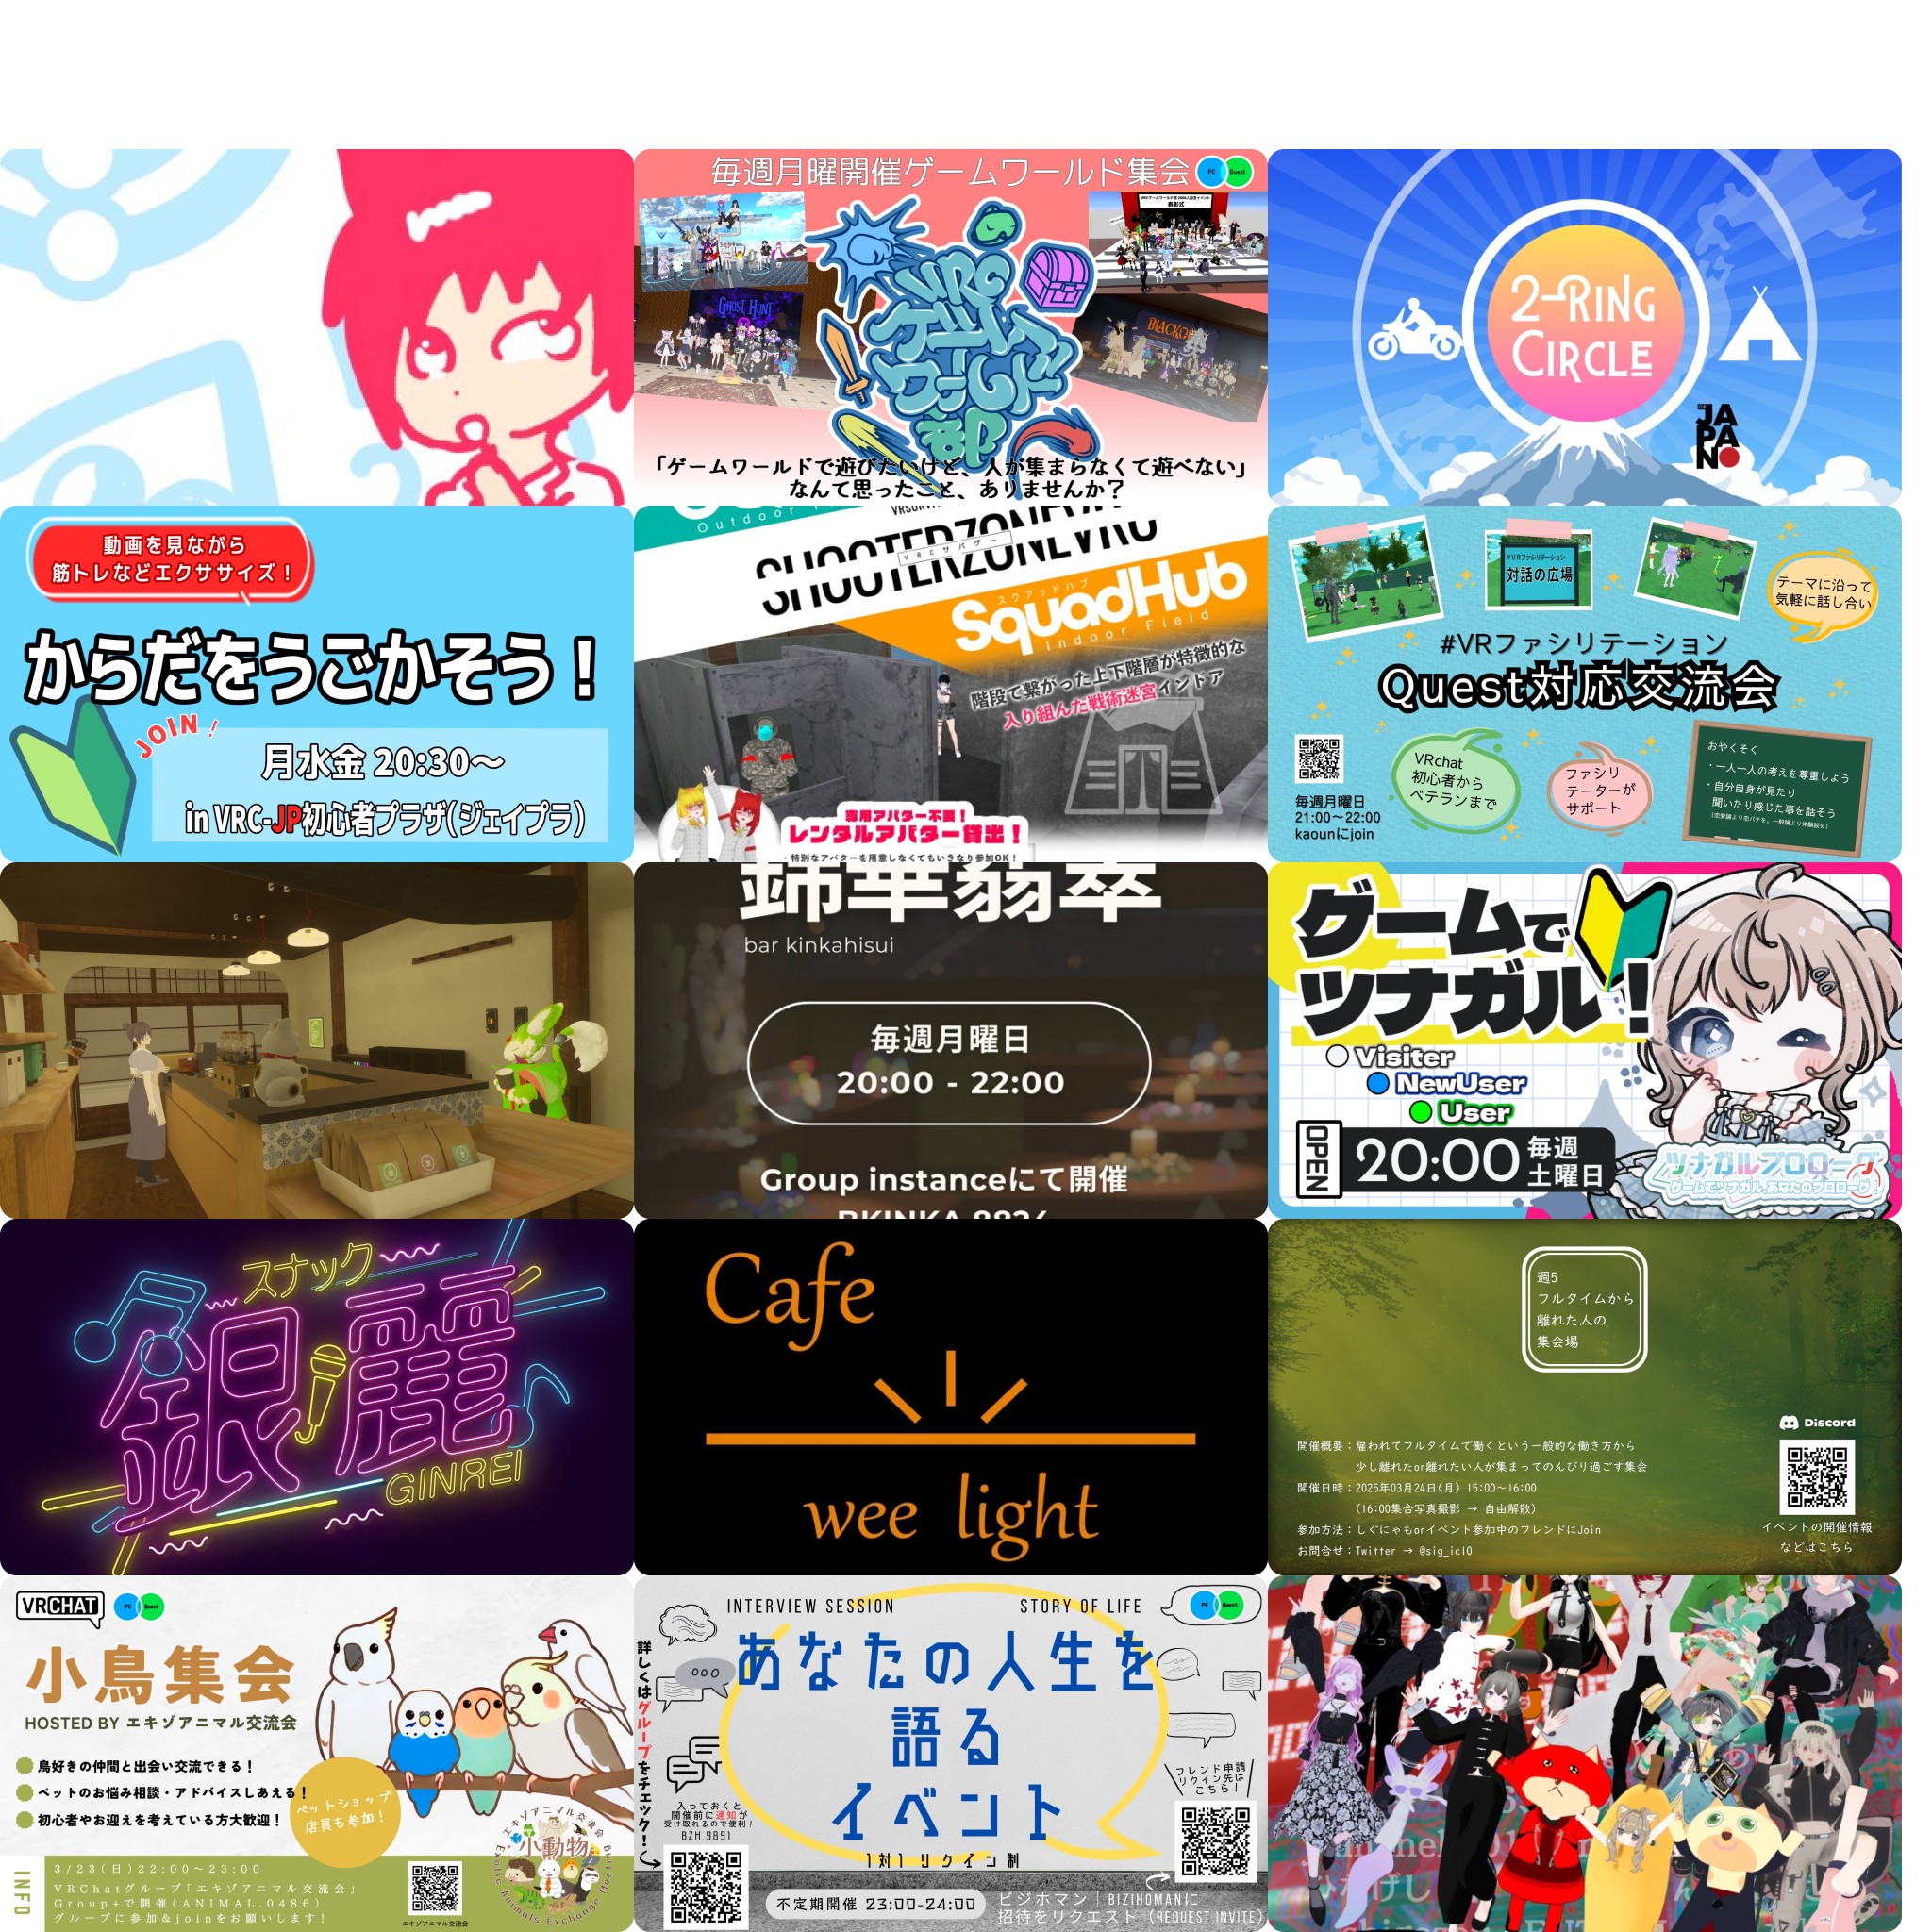 毎週月曜開催ゲームワールド集会
PC
Quest
GHOST HUNT
VRC
ゲームワールド部
「ゲームワールドで遊びたいけど、人が集まらなくて遊べない」
なんて思ったこと、ありませんか？
2-RING
CIRCLE
JA
PA
N
動画を見ながら
筋トレなどエクササイズ！
からだをうごかそう！
JOIN！
月水金 20:30～
in VRC-JP初心者プラザ(ジェイプラ)
Outdoor
SHOOTERZONEVRC
VRCサバゲー
スクアッドハブ
SquadHub
Indoor Field
階段で繋がった上下階層が特徴的な
入り組んだ戦術迷宮インドア
専用アバター不要！
レンタルアバター貸出！
・特別なアバターを用意しなくてもいきなり参加OK！
#VRファシリテーション
対話の広場
テーマに沿って
気軽に話し合い
#VRファシリテーション
Quest対応交流会
VRchat
初心者から
ベテランまで
ファシリ
テーターが
サポート
おやくそく
・一人一人の考えを尊重しよう
・自分自身が見たり
聞いたり感じた事を話そう
毎週月曜日
21:00～22:00
kaounにjoin
bar kinkahisui
毎週月曜日
20:00 - 22:00
Group instanceにて開催
ゲームで
ツナガル！
Visiter
NewUser
User
OPEN
20:00
毎週
土曜日
ツナガルプロローグ
ゲームでツナガル、あなたのプロローグ！
スナック
銀麗
GINREI
Cafe
wee light
週5
フルタイムから
離れた人の
集会場
Discord
開催概要：雇われてフルタイムで働くという一般的な働き方から
少し離れたor離れたい人が集まってのんびり過ごす集会
開催日時：2025年03月24日(月) 15:00～16:00
(16:00集合写真撮影 → 自由解散)
参加方法：しぐにゃもorイベント参加中のフレンドにJoin
お問合せ：Twitter → @sig_icl0
イベントの開催情報
などはこちら
VRCHAT
PC
Quest
小鳥集会
HOSTED BY エキゾアニマル交流会
鳥好きの仲間と出会い交流できる！
ペットのお悩み相談・アドバイスしあえる！
初心者やお迎えを考えている方大歓迎！
ペットショップ
店員も参加！
INFO
3/23(日)22:00～23:00
VRChatグループ「エキゾアニマル交流会」
Group+で開催(ANIMAL.0486)
グループに参加＆joinをお願いします！
エキゾアニマル交流会
小動物
エキゾアニマル交流会
INTERVIEW SESSION
STORY OF LIFE
PC
Quest
あなたの人生を
語る
イベント
1対1 リクイン制
詳しくはグループをチェック！
入っておくと
開催前に通知が
受け取れるので便利！
BZH.9891
フレンド申請
リクイン先は
こちら！
不定期開催 23:00-24:00
ビジホマン｜BIZIHOMANに
招待をリクエスト（REQUEST INVITE）